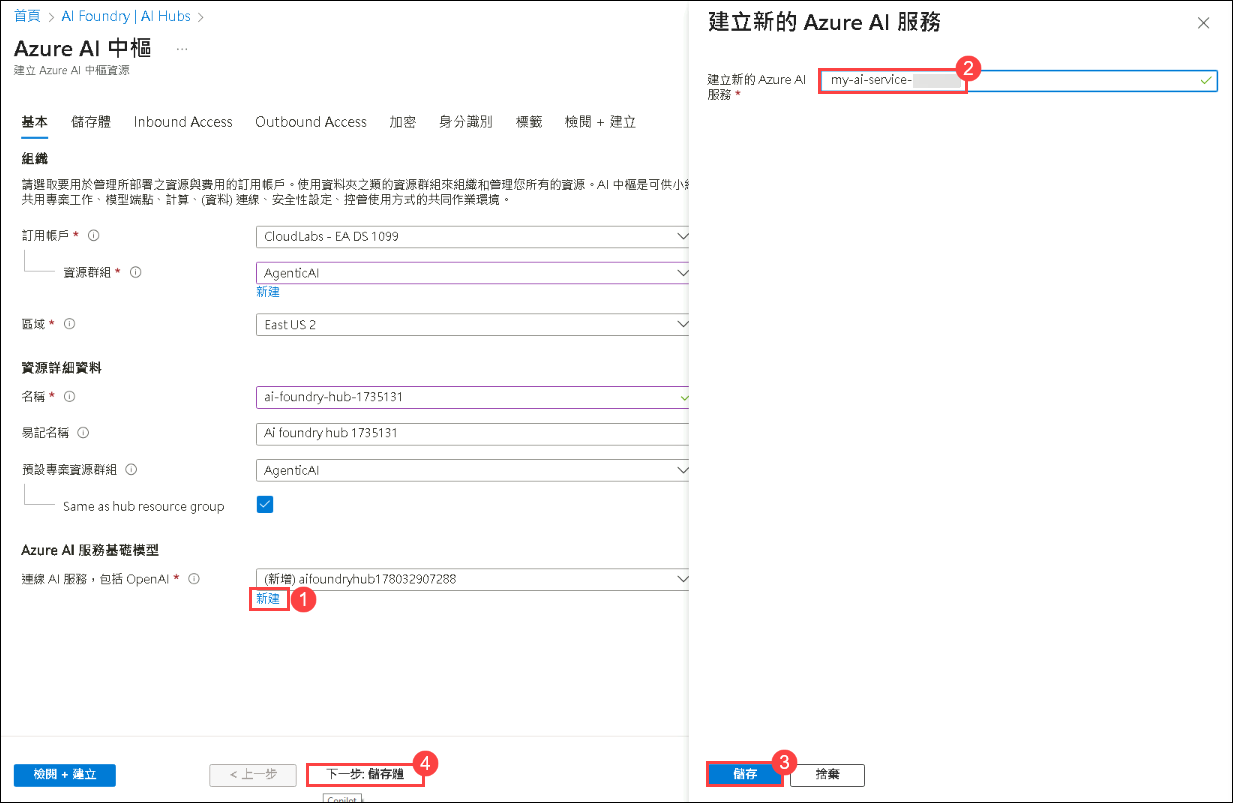 首頁 > AI Foundry | AI Hubs >
Azure AI 中樞 ...
建立 Azure AI 中樞資源
基本 儲存體 Inbound Access Outbound Access 加密 身分識別 標籤 檢閱 + 建立
組織
請選取要用於管理所部署之資源與費用的訂用帳戶。使用資料夾之類的資源群組來組織和管理您所有的資源。AI 中樞是可供小
共用專案工作、模型端點、計算、(資料) 連線、安全性設定、控管使用方式的共同作業環境。
訂用帳戶 *
CloudLabs - EA DS 1099
資源群組 *
AgenticAI
新建
區域 *
East US 2
資源詳細資料
名稱 *
ai-foundry-hub-1735131
易記名稱
Ai foundry hub 1735131
預設專案資源群組
AgenticAI
Same as hub resource group
Azure AI 服務基礎模型
連線 AI 服務，包括 OpenAI *
(新增) aifoundryhub178032907288
新建
1
檢閱 + 建立
< 上一步
下一步: 儲存體
4
Copilot
建立新的 Azure AI 服務
建立新的 Azure AI
服務 *
my-ai-service-
2
儲存
3
捨棄